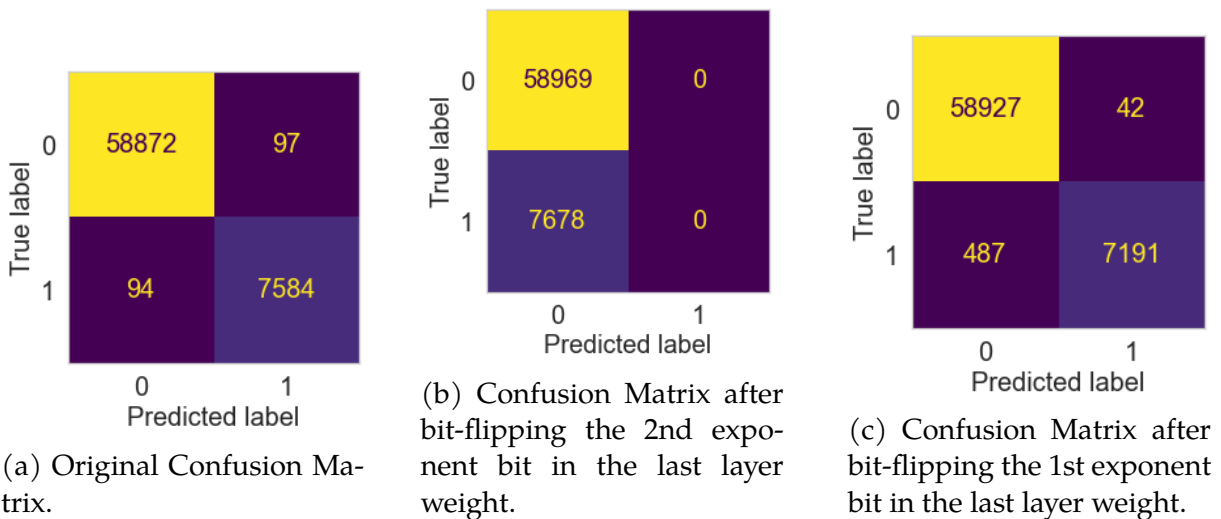 0
58872
97
1
94
7584
True label
0
1
Predicted label
(a) Original Confusion Ma-
trix.
0
58969
0
1
7678
0
True label
0
1
Predicted label
(b) Confusion Matrix after
bit-flipping the 2nd expo-
nent bit in the last layer
weight.
0
58927
42
1
487
7191
True label
0
1
Predicted label
(c) Confusion Matrix after
bit-flipping the 1st exponent
bit in the last layer weight.